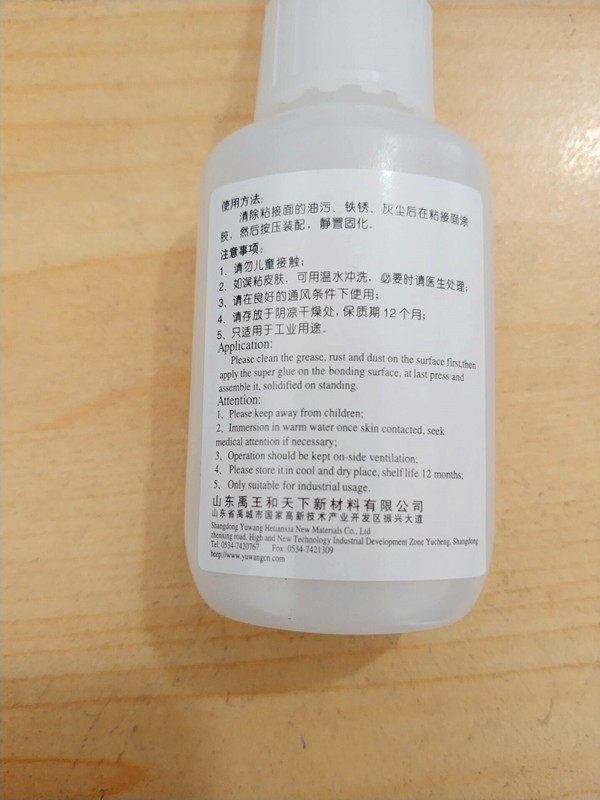 使用方法:
清除粘接面的油污、铁锈、灰尘后在粘接面涂
胶，然后按压装配，静置固化。
注意事项:
1、请勿儿童接触;
2、如误粘皮肤，可用温水冲洗，必要时请医生处理;
3、请在良好的通风条件下使用;
4、请存放于阴凉干燥处,保质期12个月;
5、只适用于工业用途。
Application:
Please clean the grease, rust and dust on the surface first,then
apply the super glue on the bonding surface, at last press and
assemble it, solidified on standing.
Attention:
1、Please keep away from children;
2、Immersion in warm water once skin contacted, seek
medical attention if necessary;
3、Operation should be kept on-side ventilation;
4、Please store it in cool and dry place, shelf life 12 months;
5、Only suitable for industrial usage.
山东禹王和天下新材料有限公司
山东省禹城市国家高新技术产业开发区振兴大道
Shangdong Yuwang Hetianxia New Materials Co., Ltd
zhenxing road, High and New Technology Industrial Development Zone Yucheng, Shangdong
Tel: 0534-7420767 Fax: 0534-7421309
http://www.yuwangcn.com